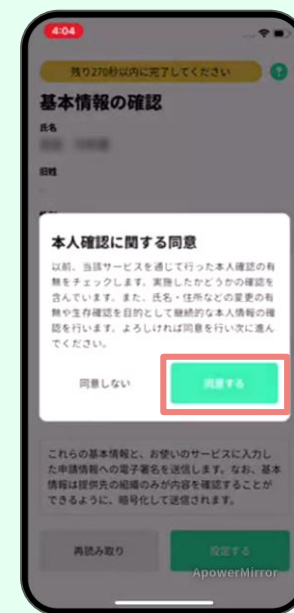 4:04
残り270秒以内に完了してください
?
基本情報の確認
氏名
旧姓
本人確認に関する同意
以前、当該サービスを通じて行った本人確認の有
無をチェックします。実施したかどうかの確認を
含んでいます。また、氏名・住所などの変更の有
無や生存確認を目的として継続的な本人情報の確
認を行います。よろしければ同意を行い次に進ん
でください。
同意しない
同意する
これらの基本情報と、お使いのサービスに入力し
た申請情報への電子署名を送信します。なお、基本
情報は提供先の組織のみが内容を確認することが
できるように、暗号化して送信されます。
再読み取り
ApowerMirror